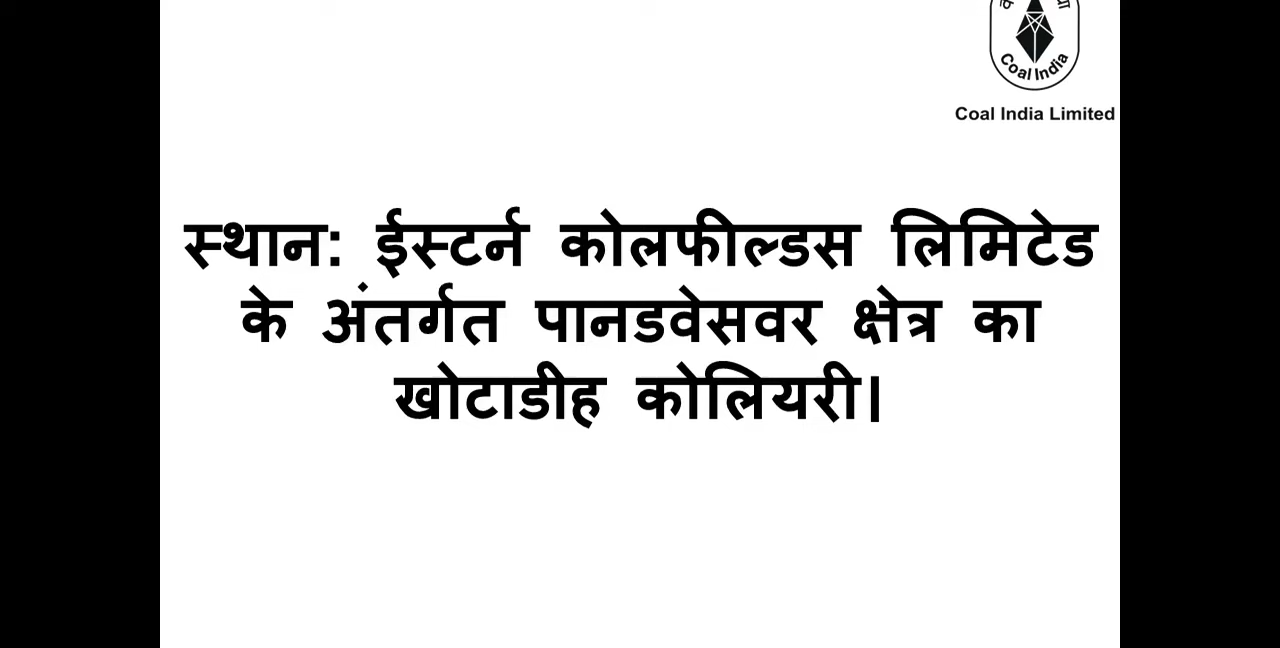 Coal India
Coal India Limited
स्थान: ईस्टर्न कोलफील्डस लिमिटेड
के अंतर्गत पानडवेसवर क्षेत्र का
खोटाडीह कोलियरी।